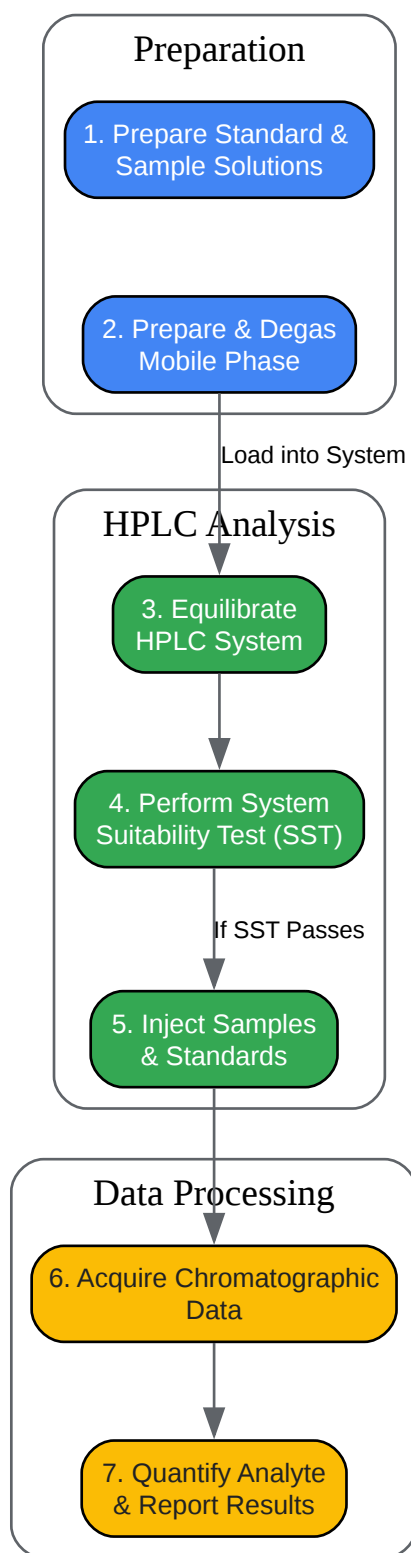 Preparation
1. Prepare Standard &
Sample Solutions
2. Prepare & Degas
Mobile Phase
Load into System
HPLC Analysis
3. Equilibrate
HPLC System
4. Perform System
Suitability Test (SST)
If SST Passes
5. Inject Samples
& Standards
Data Processing
6. Acquire Chromatographic
Data
7. Quantify Analyte
& Report Results